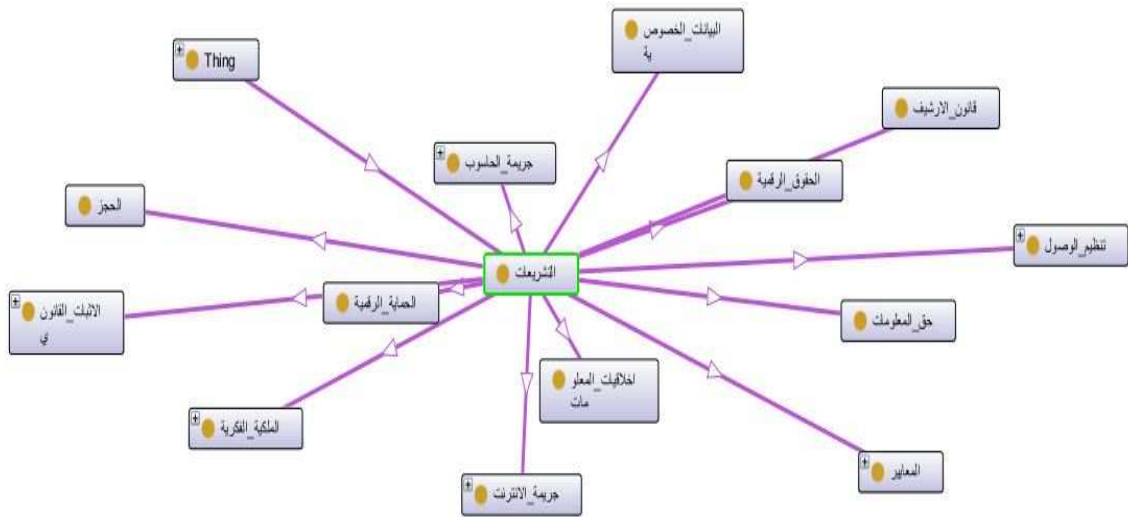 البيانات_الخصوص
ية
Thing
قانون_الارشيف
جريمة_الحاسوب
الحقوق_الرقمية
الحجز
تنظيم_الوصول
التشريعات
الحماية_الرقمية
الاثبات_القانون
ي
حق_المعلومات
اخلاقيات_المعلو
مات
الملكية_الفكرية
المعايير
جريمة_الانترنت